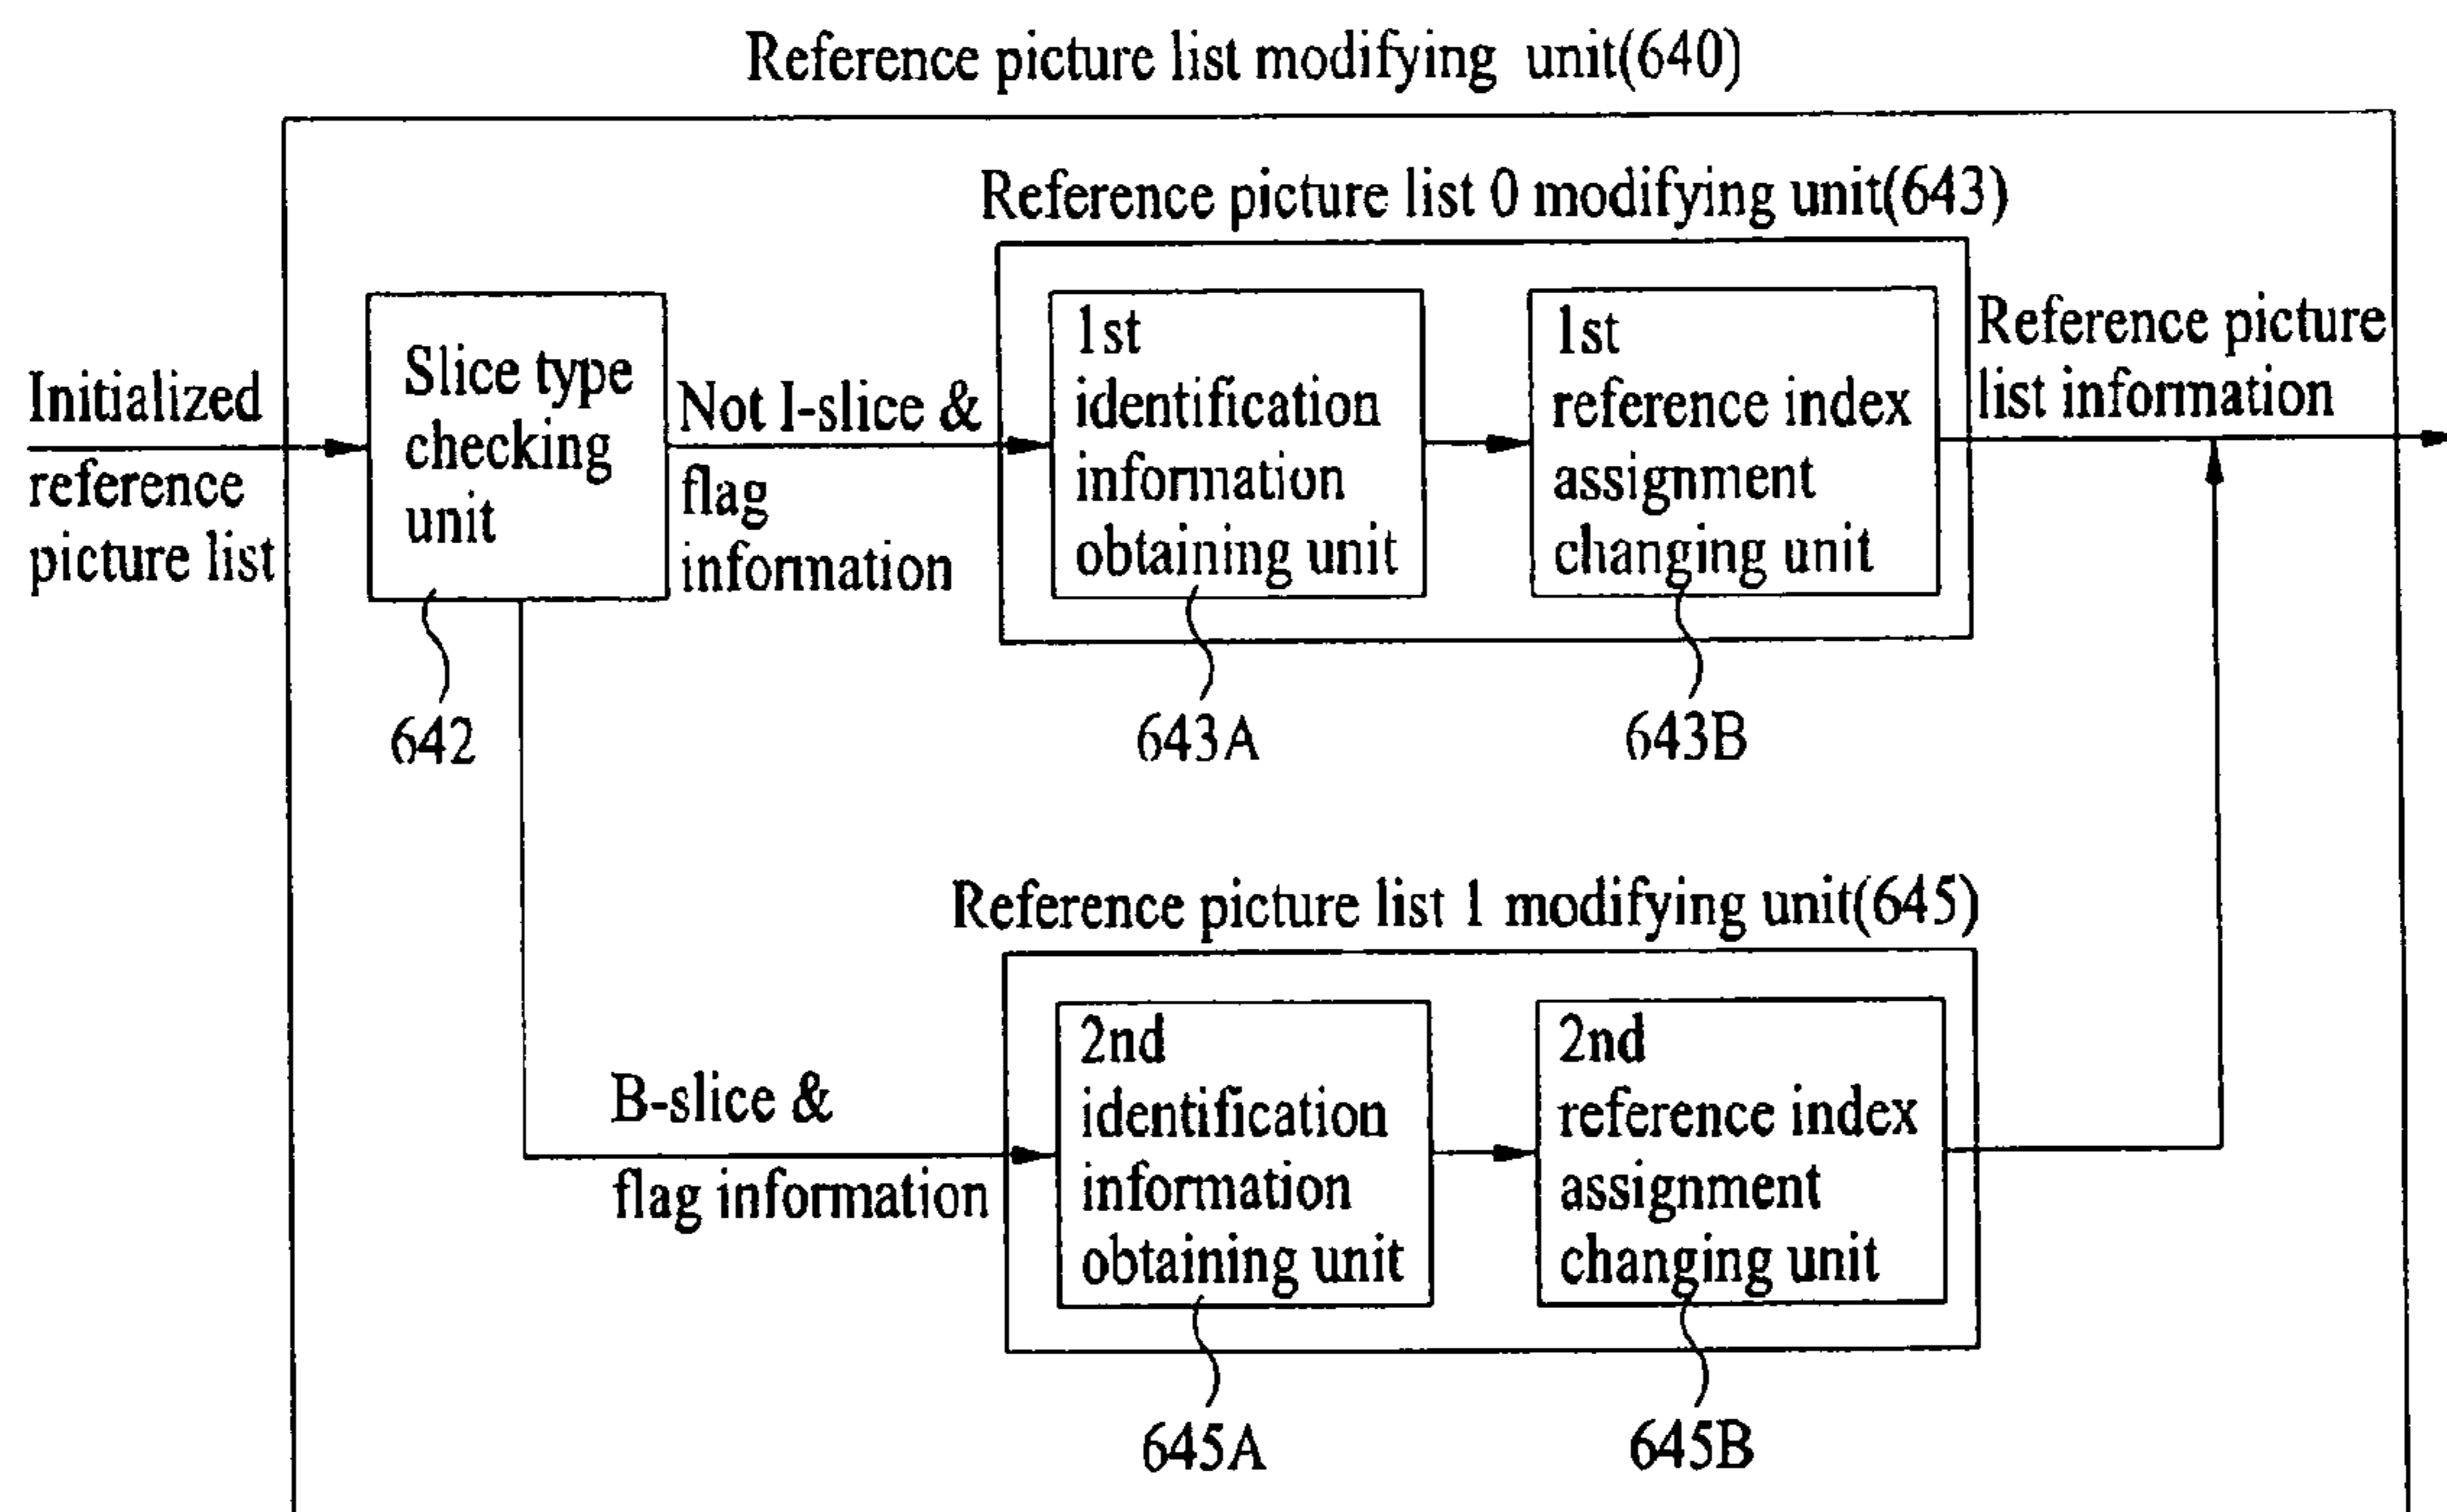 Reference picture list modifying unit(640)
Reference picture list 0 modifying unit(643)
Initialized
reference
picture list
Slice type
checking
unit
642
Not I-slice &
flag
information
1st
identification
information
obtaining unit
643A
1st
reference index
assignment
changing unit
643B
Reference picture
list information
Reference picture list 1 modifying unit(645)
B-slice &
flag information
2nd
identification
information
obtaining unit
645A
2nd
reference index
assignment
changing unit
645B